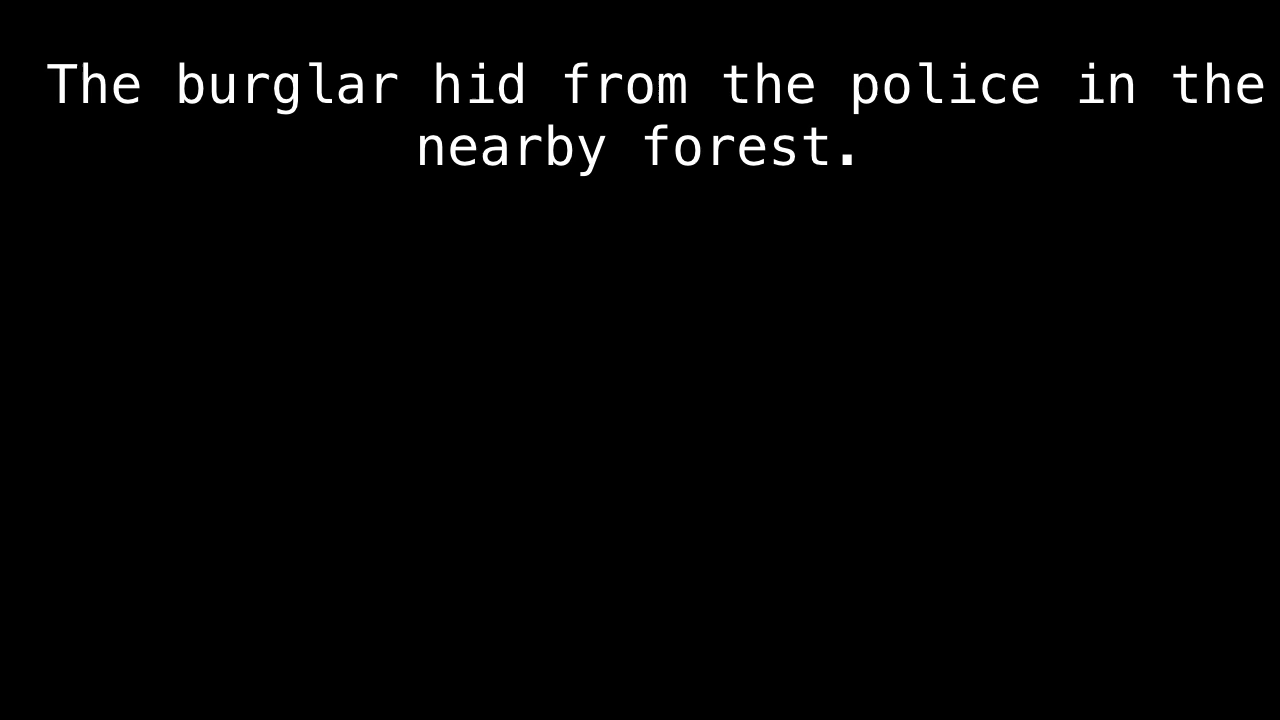 The burglar hid from the police in the
nearby forest.